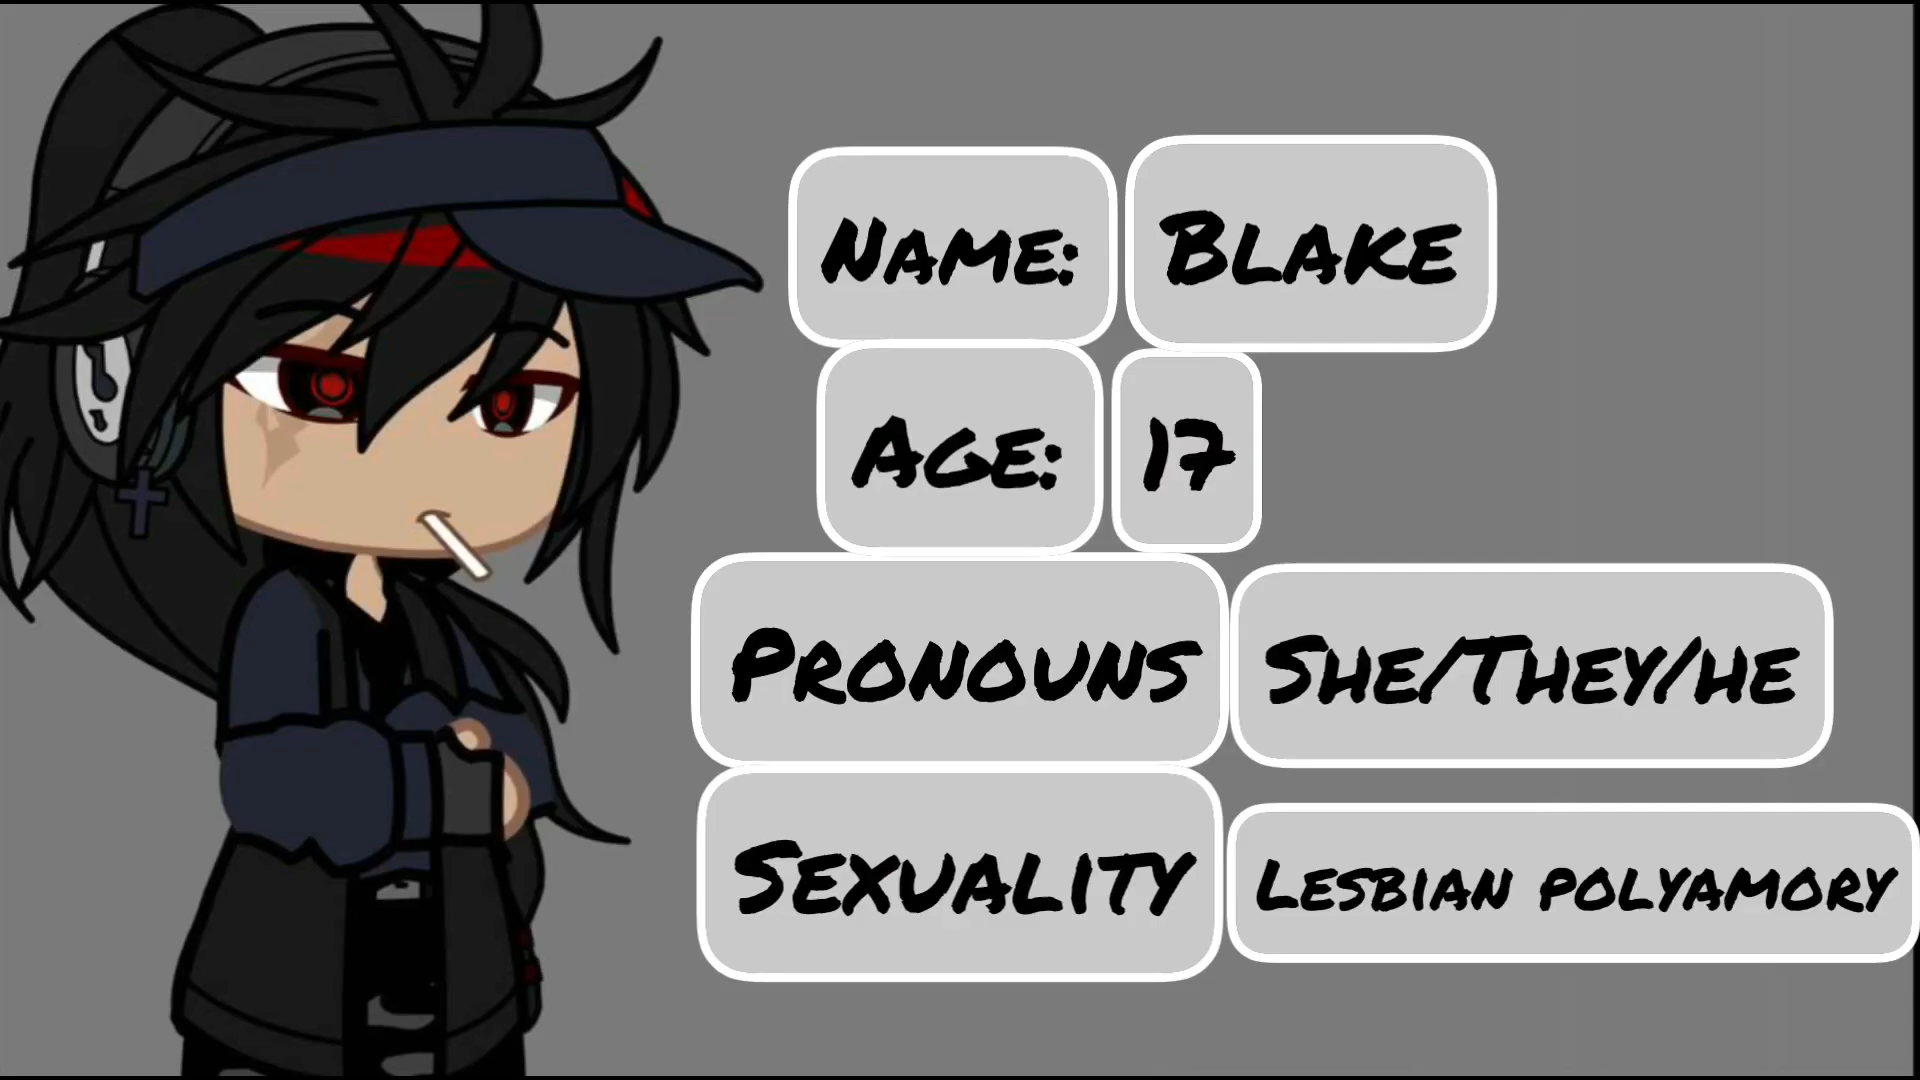 Name: Blake
Age: 17
Pronouns She/They/he
Sexuality Lesbian polyamory